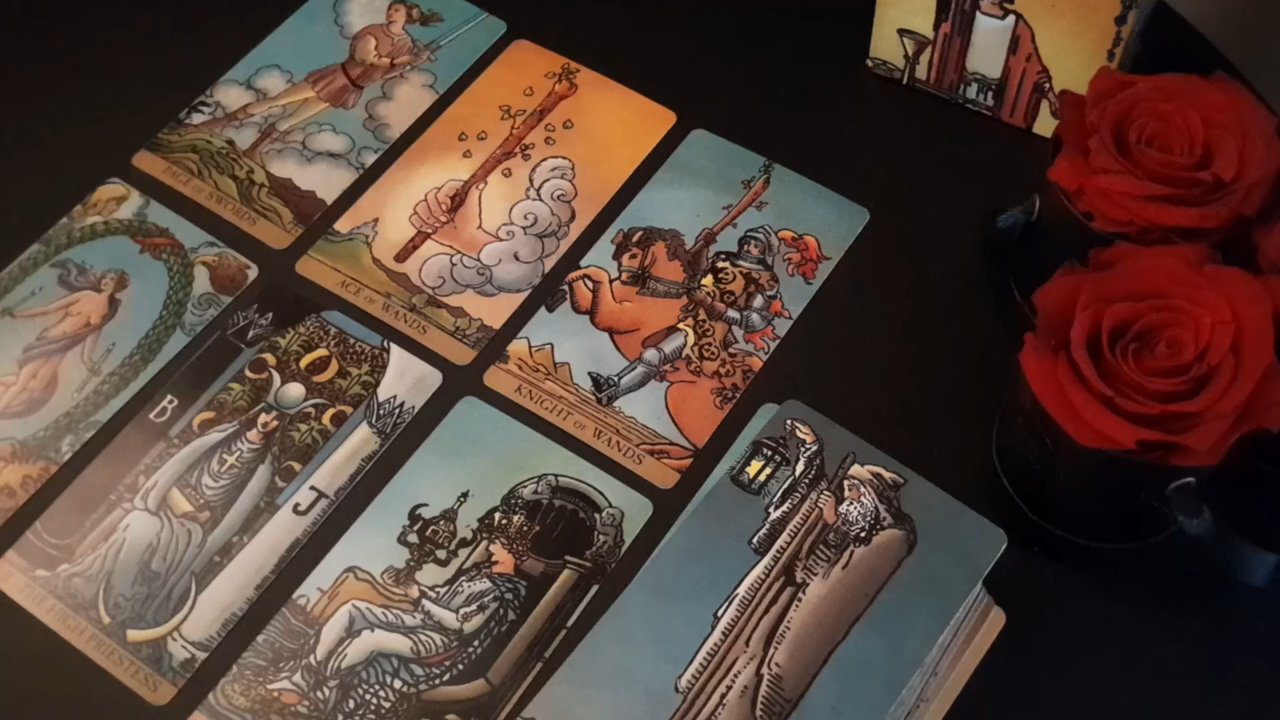 PAGE OF SWORDS
ACE OF WANDS
KNIGHT OF WANDS
B
J
THE HIGH PRIESTESS